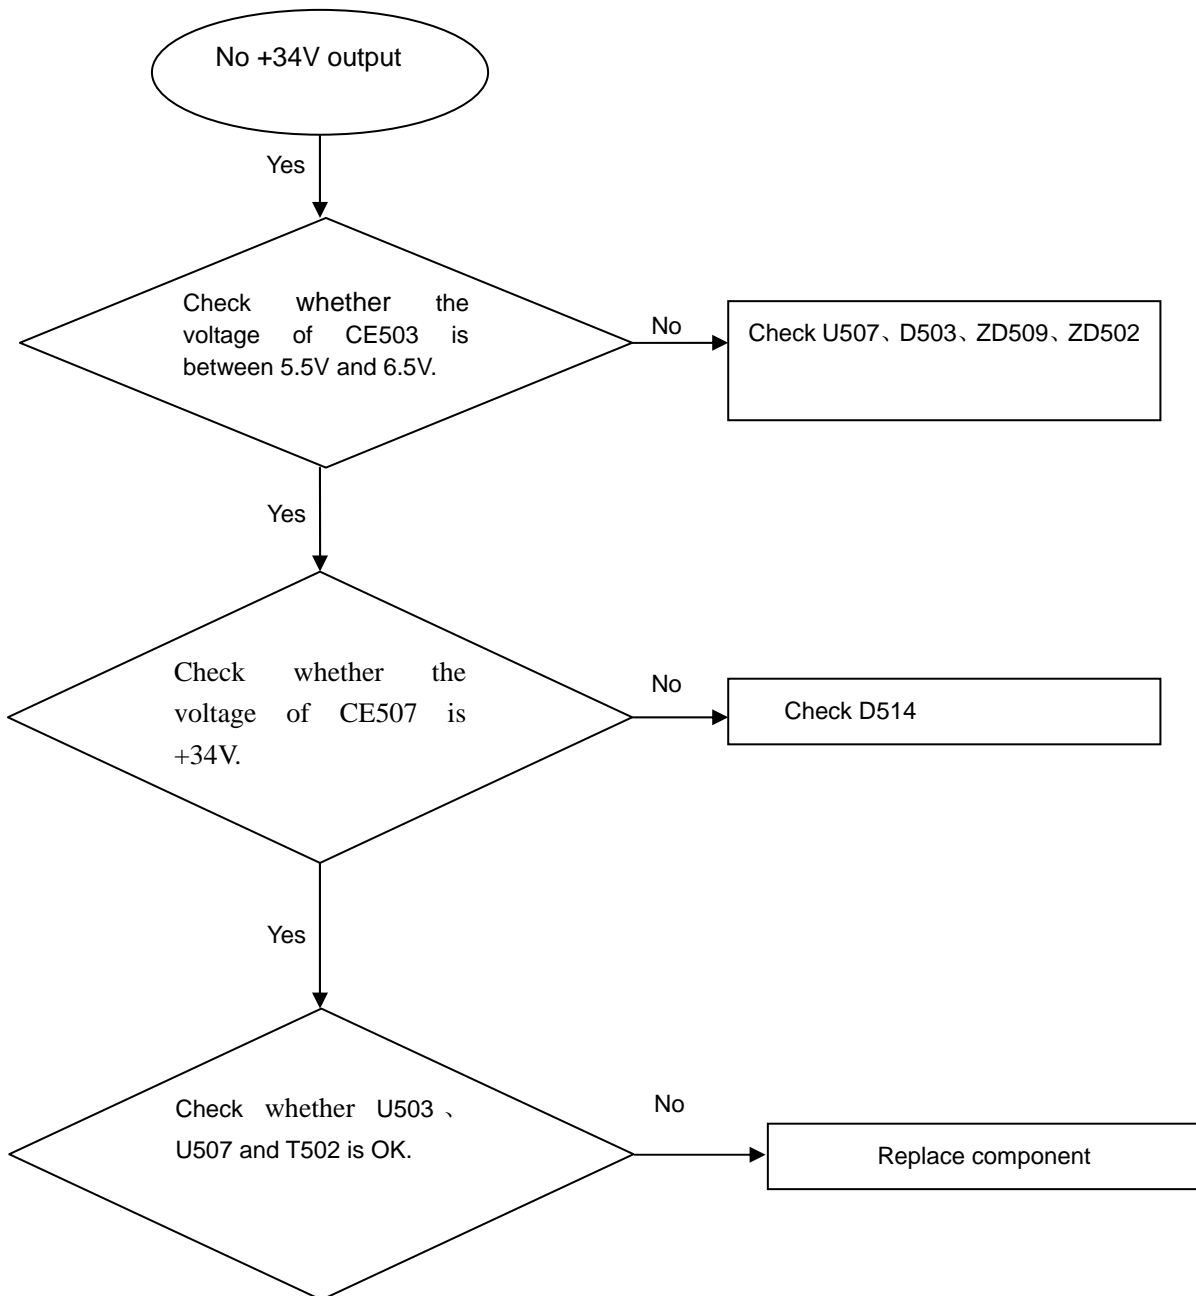 No +34V output
Yes
Check whether the
voltage of CE503 is
between 5.5V and 6.5V.
No
Check U507、D503、ZD509、ZD502
Yes
Check whether the
voltage of CE507 is
+34V.
No
Check D514
Yes
Check whether U503、
U507 and T502 is OK.
No
Replace component